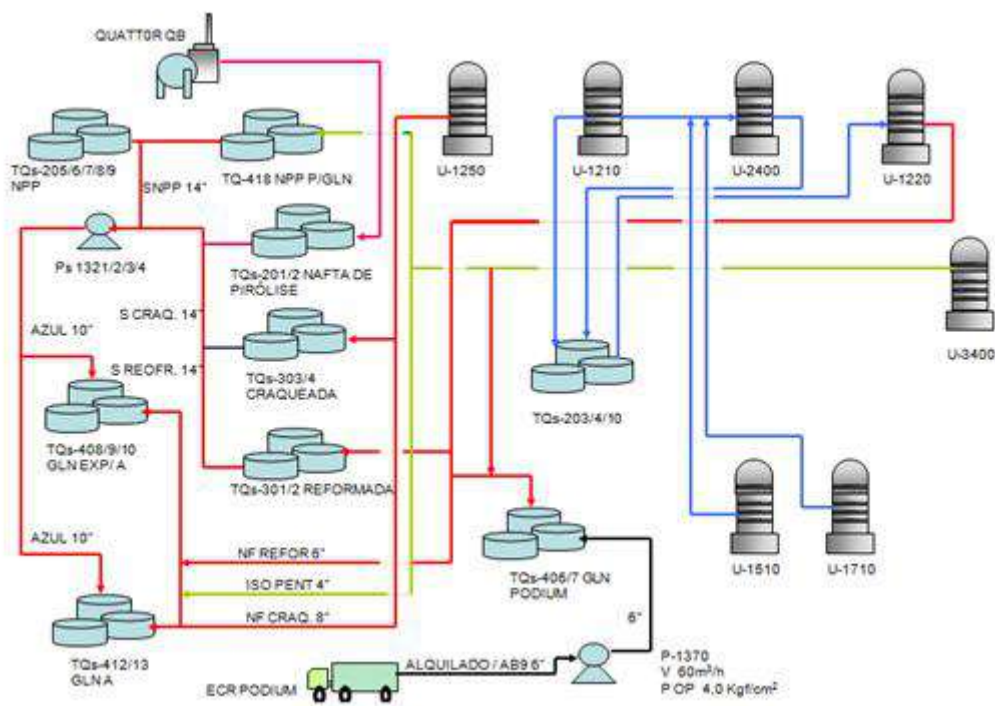 QUATTOR QB
TQs-205/6/7/8/9
NPP
TQ-418 NPP P/GLN
U-1250
U-1210
U-2400
U-1220
SNPP 14"
Ps 1321/2/3/4
TQs-201/2 NAFTA DE
PIRÓLISE
S CRAQ. 14"
AZUL 10"
S REOFR. 14"
TQs-303/4
CRAQUEADA
TQs-203/4/10
U-3400
TQs-408/9/10
GLN EXP/ A
TQs-301/2 REFORMADA
AZUL 10"
NF REFOR 6"
ISO PENT 4"
NF CRAQ. 8"
TQs-406/7 GLN
PODIUM
U-1510
U-1710
6"
TQs-412/13
GLN A
ECR PODIUM
ALQUILADO / AB9 6"
P-1370
V 60m³/h
P OP 4,0 Kgf/cm²